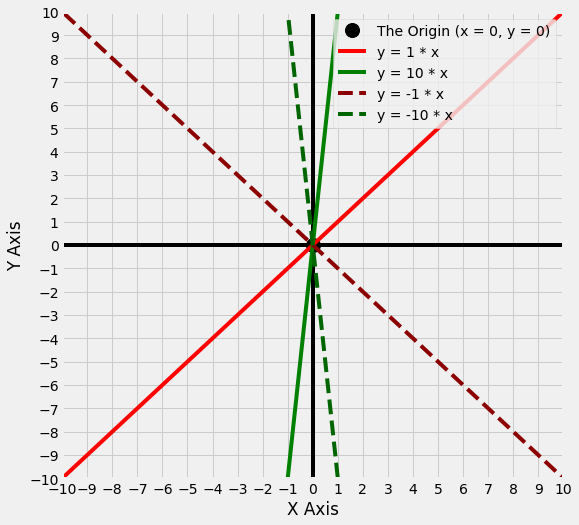 The Origin (x = 0, y = 0)
y = 1 * x
y = 10 * x
y = -1 * x
y = -10 * x
10
9
8
7
6
5
4
3
2
1
0
−1
−2
−3
−4
−5
−6
−7
−8
−9
−10
Y Axis
−10 −9 −8 −7 −6 −5 −4 −3 −2 −1 0 1 2 3 4 5 6 7 8 9 10
X Axis